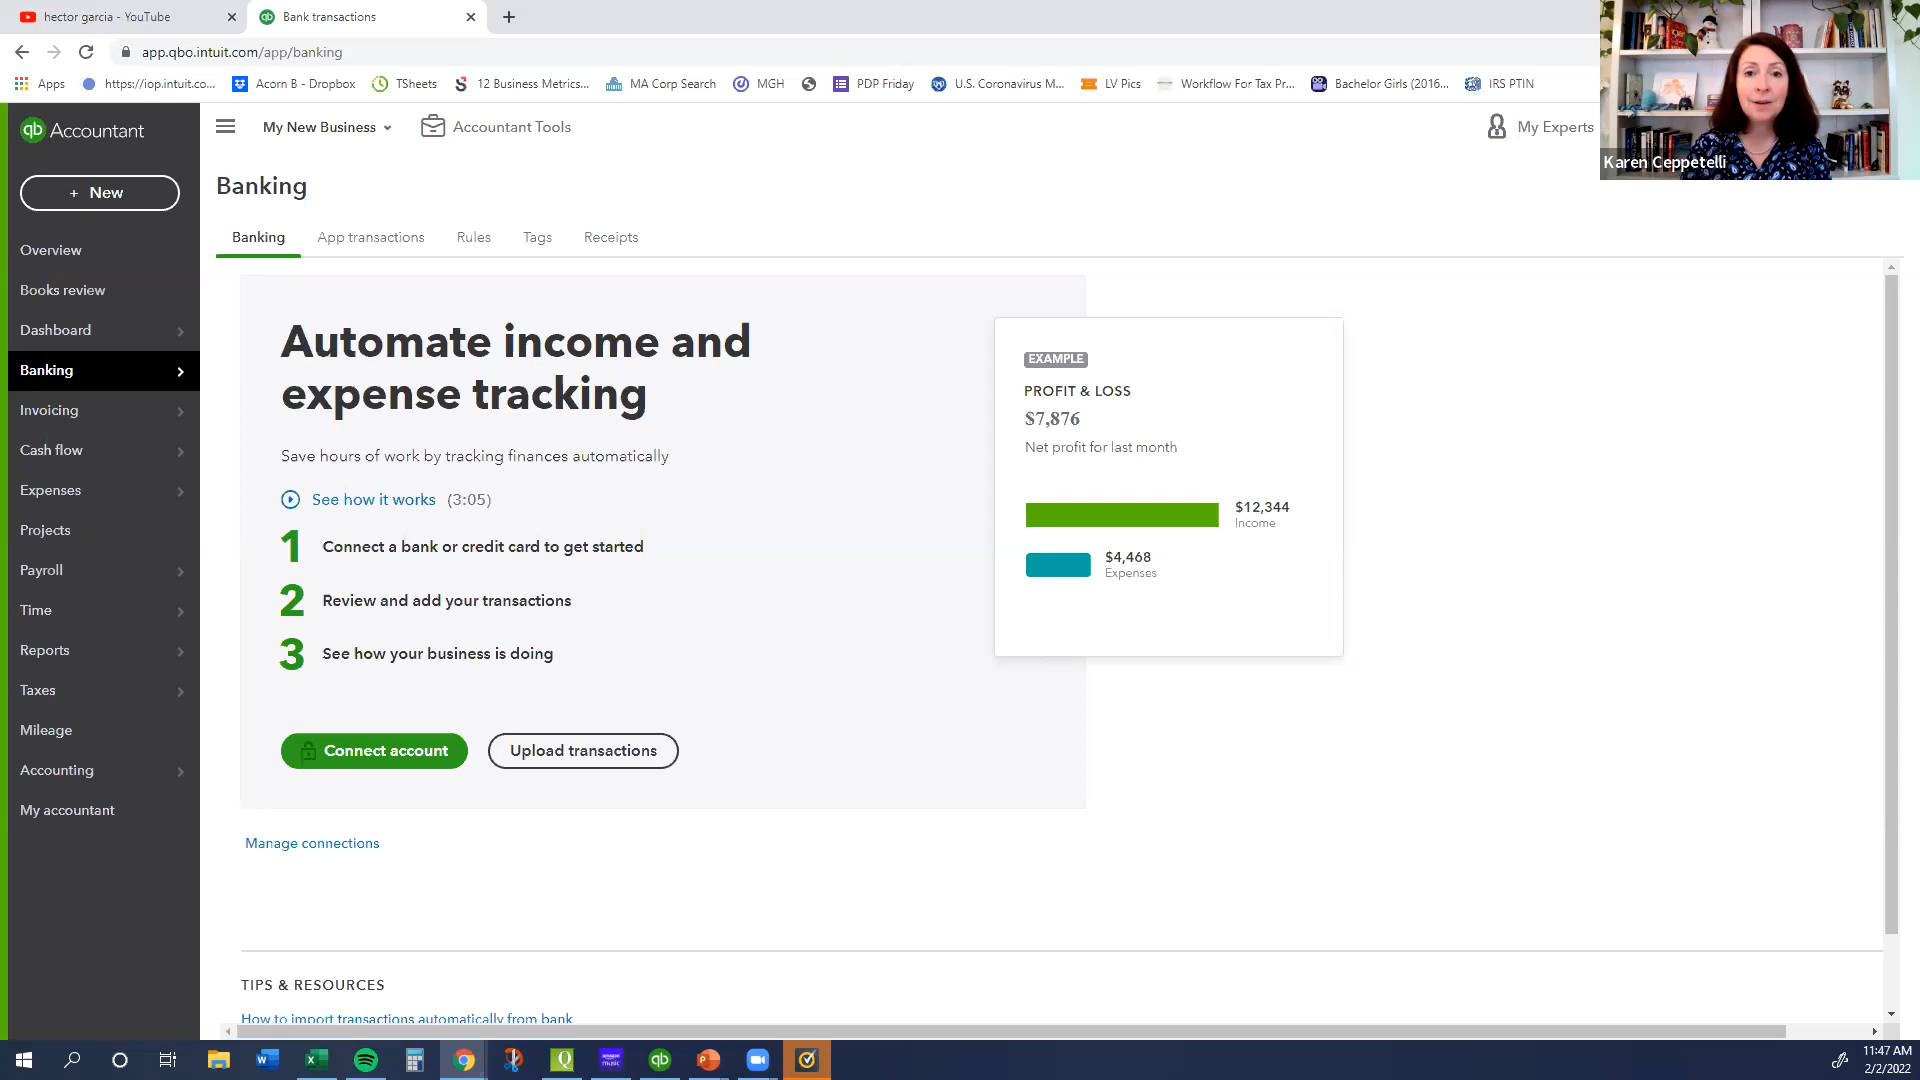 hector garcia - YouTube
Bank transactions
app.qbo.intuit.com/app/banking
Apps
https://iop.intuit.co...
Acorn B - Dropbox
TSheets
12 Business Metrics...
MA Corp Search
MGH
PDP Friday
U.S. Coronavirus M...
LV Pics
Workflow For Tax Pr...
Bachelor Girls (2016...
IRS PTIN
qb Accountant
My New Business
Accountant Tools
My Experts
Karen Ceppetelli
+ New
Overview
Books review
Dashboard
Banking
Invoicing
Cash flow
Expenses
Projects
Payroll
Time
Reports
Taxes
Mileage
Accounting
My accountant
Banking
Banking
App transactions
Rules
Tags
Receipts
Automate income and
expense tracking
Save hours of work by tracking finances automatically
See how it works (3:05)
1 Connect a bank or credit card to get started
2 Review and add your transactions
3 See how your business is doing
Connect account
Upload transactions
EXAMPLE
PROFIT & LOSS
$7,876
Net profit for last month
$12,344
Income
$4,468
Expenses
Manage connections
TIPS & RESOURCES
How to import transactions automatically from bank
11:47 AM
2/2/2022